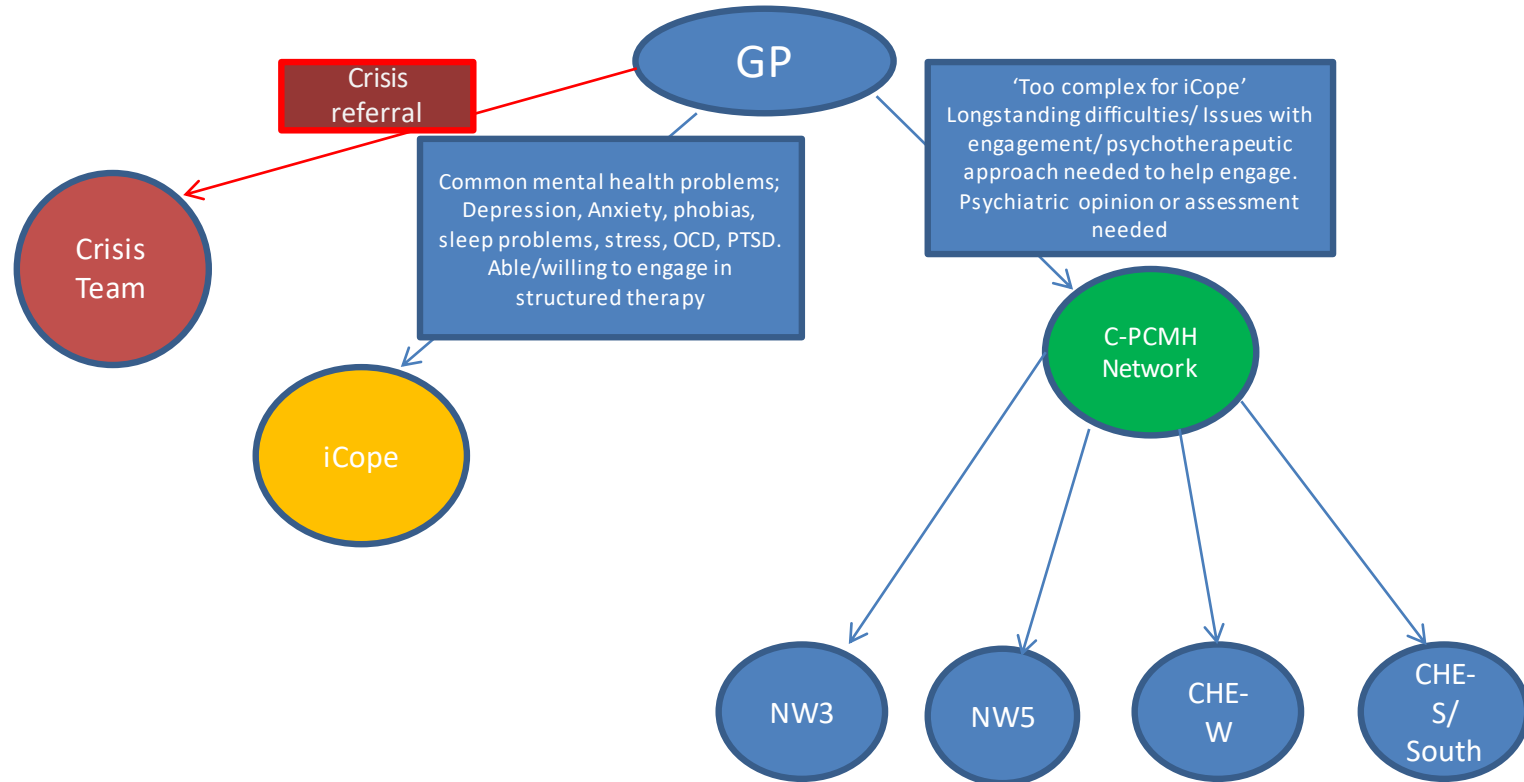 GP
Crisis
referral
'Too complex for iCope'
Longstanding difficulties/ Issues with
engagement/ psychotherapeutic
approach needed to help engage.
Psychiatric opinion or assessment
needed
Common mental health problems;
Depression, Anxiety, phobias,
sleep problems, stress, OCD, PTSD.
Able/willing to engage in
structured therapy
Crisis
Team
C-PCMH
Network
iCope
NW3
NW5
CHE-
W
CHE-
S/
South